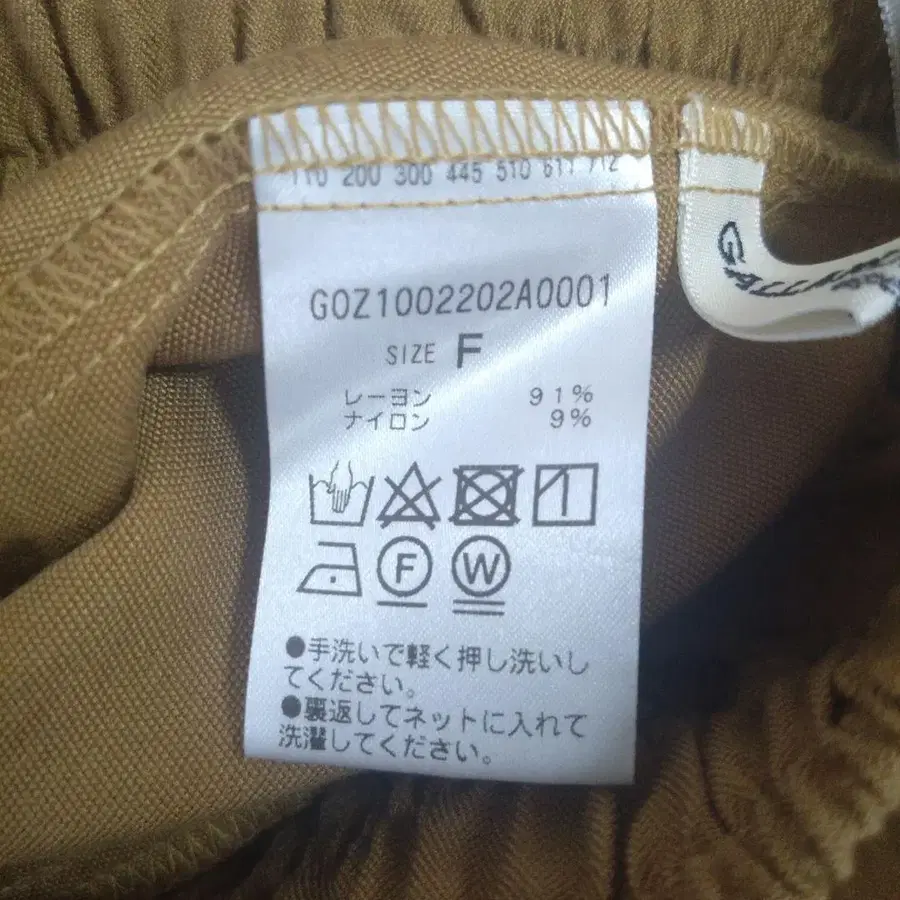 110 200 300 445 510 611 712
G0Z1002202A0001
SIZE F
レーヨン 91%
ナイロン 9%
F W
●手洗いで軽く押し洗いし
てください。
●裏返してネットに入れて
洗濯してください。